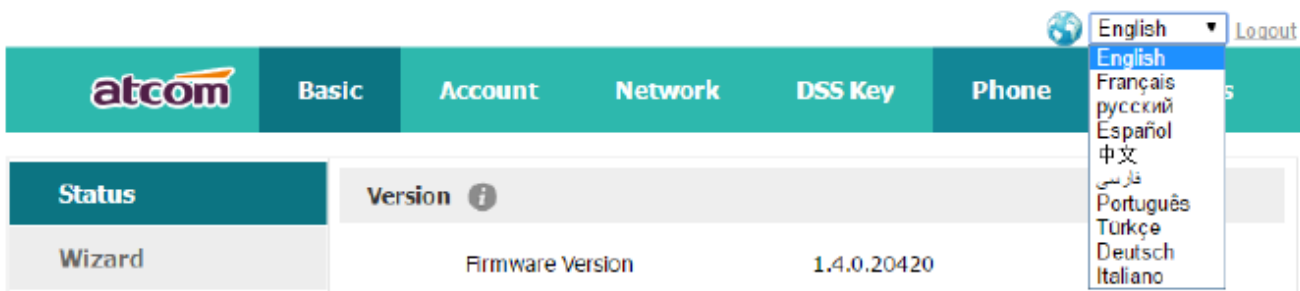 English Logout
English
Français
русский
Español
中文
فارسی
Português
Türkçe
Deutsch
Italiano
atcom Basic Account Network DSS Key Phone
Status
Version
Wizard
Firmware Version 1.4.0.20420